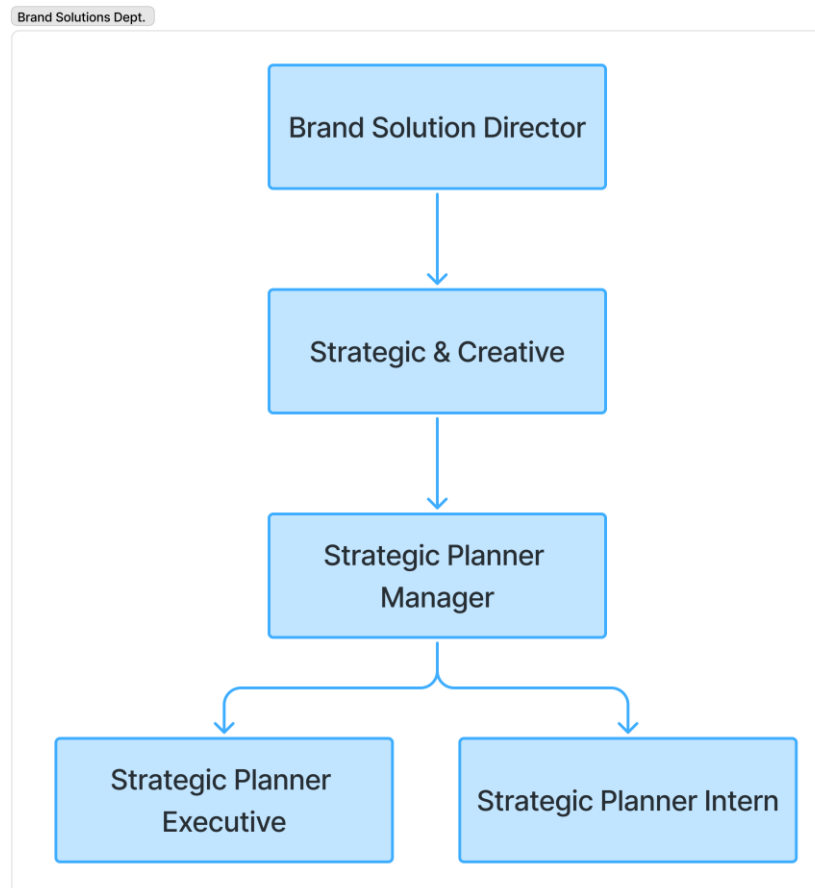 Brand Solutions Dept.
Brand Solution Director
Strategic & Creative
Strategic Planner
Manager
Strategic Planner
Executive
Strategic Planner Intern